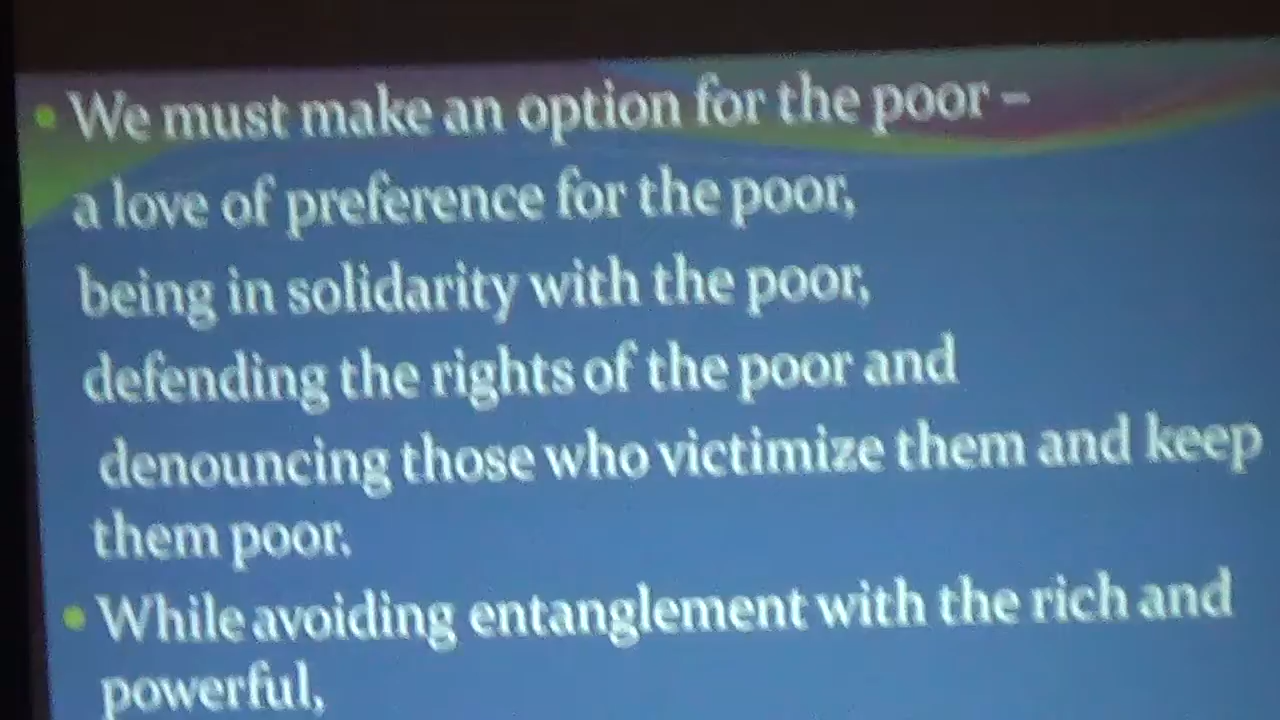 We must make an option for the poor –
a love of preference for the poor,
being in solidarity with the poor,
defending the rights of the poor and
denouncing those who victimize them and keep
them poor.
While avoiding entanglement with the rich and
powerful,